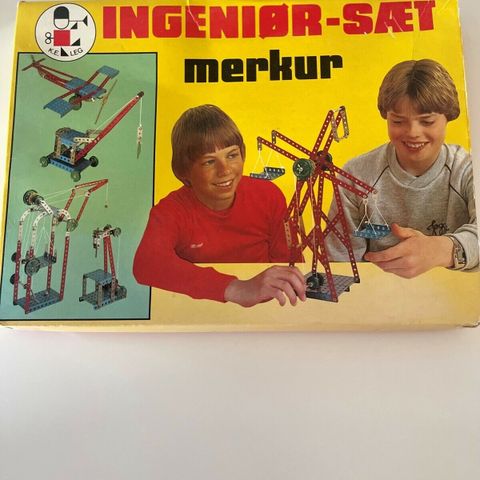 INGENIØR-SÆT
merkur
K.E. LEG